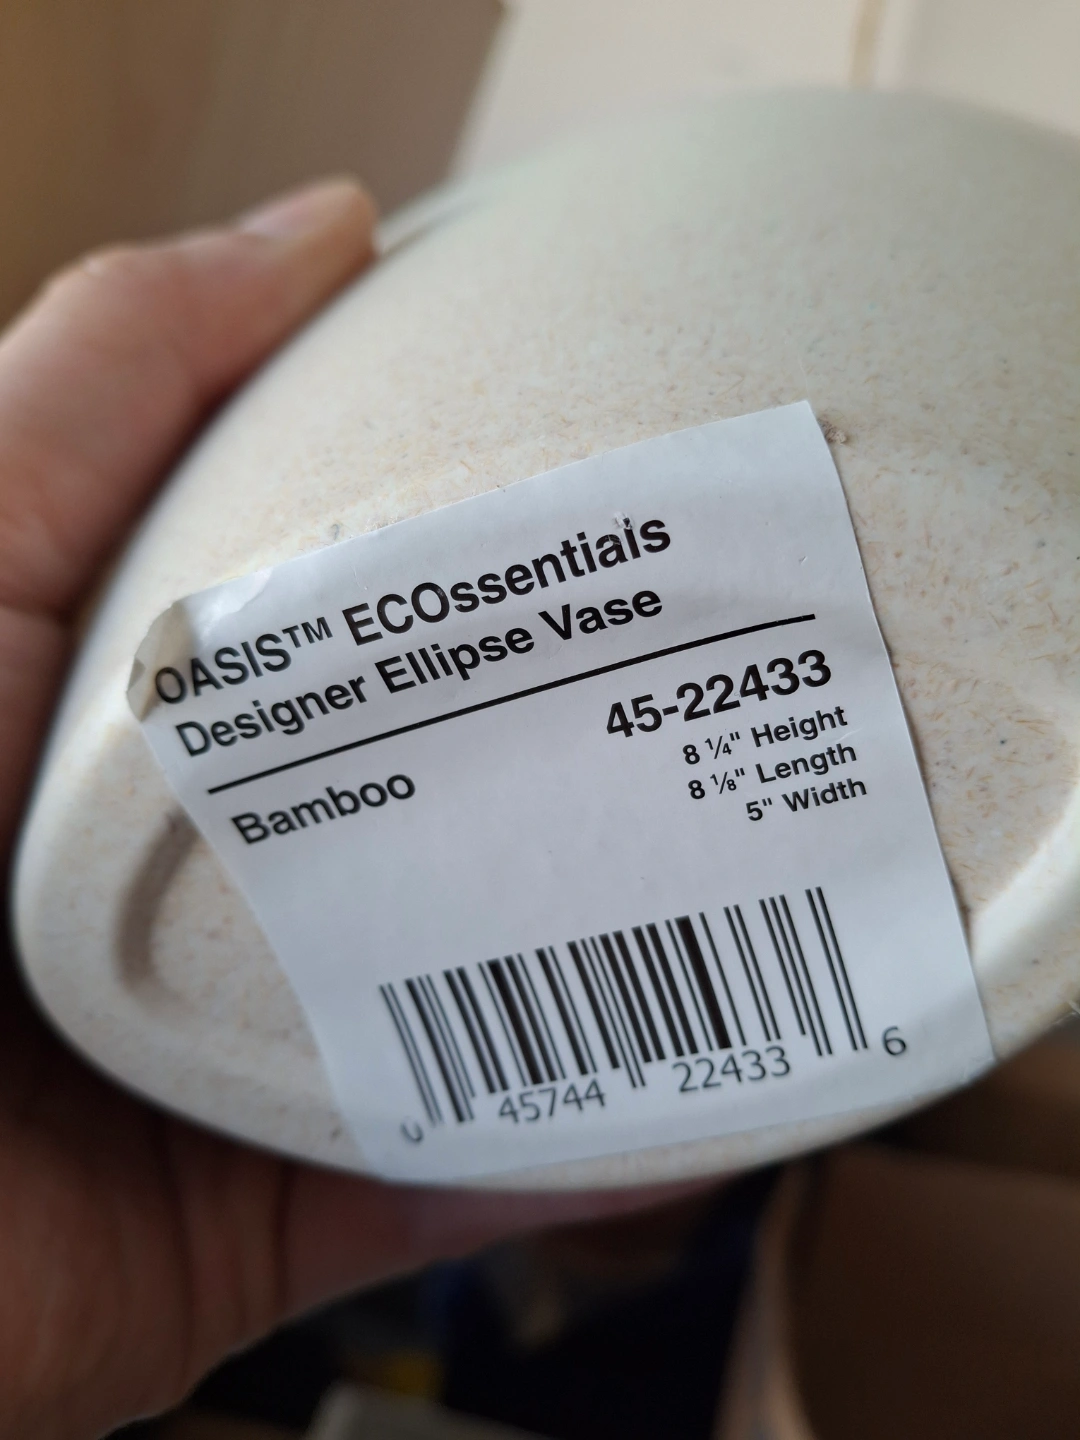 OASIS™ ECOssentials
Designer Ellipse Vase
45-22433
Bamboo
8 ¼" Height
8 ⅛" Length
5" Width
0 45744 22433 6